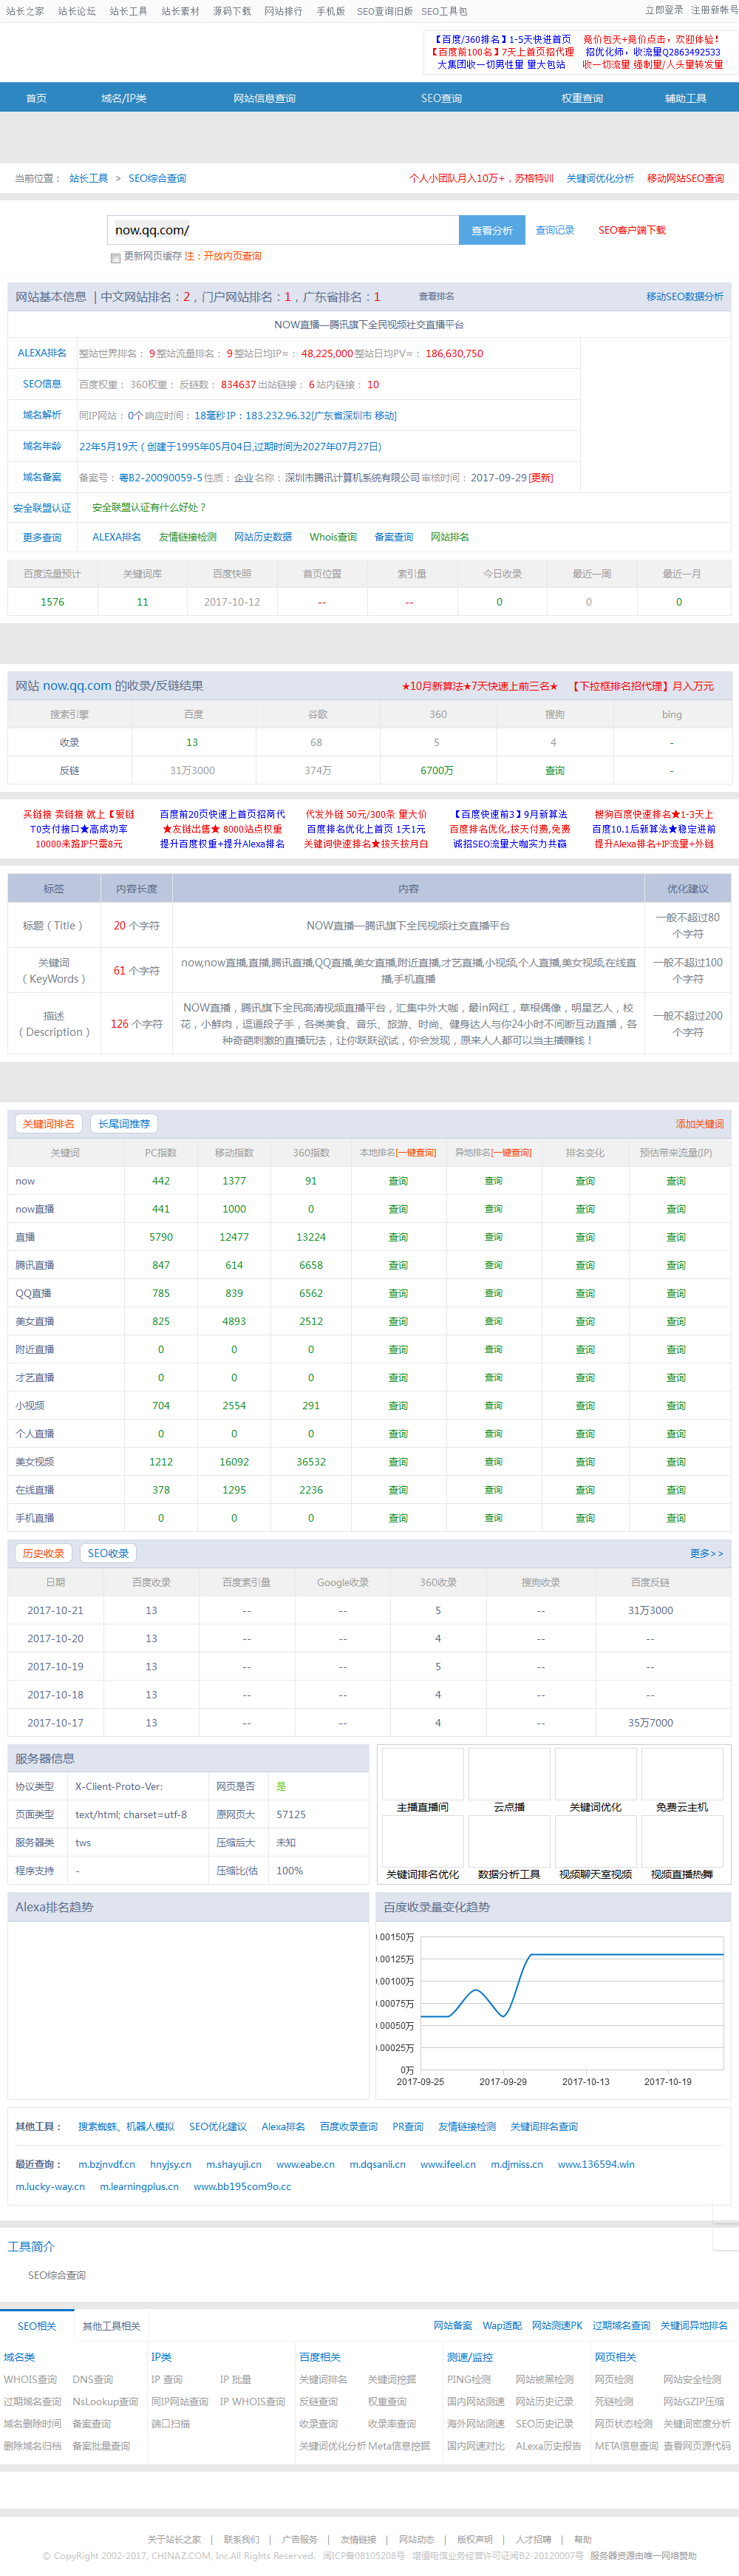 站长之家 站长论坛 站长工具 站长素材 源码下载 网站排行 手机版 SEO查询旧版 SEO工具包 立即登录 注册新帐号
【百度/360排名】1-5天快进首页 竞价包天+竞价点击，欢迎体验！
【百度前100名】7天上首页招代理 招优化师，收流量Q2863492533
大集团收一切男性量 量大包站 收一切流量 强制量/人头量转发量
首页 域名/IP类 网站信息查询 SEO查询 权重查询 辅助工具
当前位置： 站长工具 > SEO综合查询 个人小团队月入10万+，苏格特训 关键词优化分析 移动网站SEO查询
now.qq.com/ 查看分析 查询记录 SEO客户端下载
更新网页缓存 注：开放内页查询
网站基本信息 | 中文网站排名：2，门户网站排名：1，广东省排名：1 查看排名 移动SEO数据分析
NOW直播—腾讯旗下全民视频社交直播平台
ALEXA排名 整站世界排名： 9 整站流量排名： 9 整站日均IP≈： 48,225,000 整站日均PV≈： 186,630,750
SEO信息 百度权重： 360权重： 反链数： 834637 出站链接： 6 站内链接： 10
域名解析 同IP网站： 0个 响应时间： 18毫秒 IP：183.232.96.32[广东省深圳市 移动]
域名年龄 22年5月19天（创建于1995年05月04日,过期时间为2027年07月27日)
域名备案 备案号： 粤B2-20090059-5 性质： 企业 名称： 深圳市腾讯计算机系统有限公司 审核时间： 2017-09-29 [更新]
安全联盟认证 安全联盟认证有什么好处？
更多查询 ALEXA排名 友情链接检测 网站历史数据 Whois查询 备案查询 网站排名
百度流量预计 关键词库 百度快照 首页位置 索引量 今日收录 最近一周 最近一月
1576 11 2017-10-12 -- -- 0 0 0
网站 now.qq.com 的收录/反链结果 ★10月新算法★7天快速上前三名★ 【下拉框排名招代理】月入万元
搜索引擎 百度 谷歌 360 搜狗 bing
收录 13 68 5 4 -
反链 31万3000 374万 6700万 查询 -
买链接 卖链接 就上【爱链 百度前20页快速上首页招商代 代发外链 50元/300条 量大价 【百度快速前3】9月新算法 搜狗百度快速排名★1-3天上
T0支付接口★高成功率 ★友链出售★ 8000站点权重 百度排名优化上首页 1天1元 百度排名优化,按天付费,免费 百度10.1后新算法★稳定进前
10000来路IP只需8元 提升百度权重+提升Alexa排名 关键词快速排名★按天按月白 诚招SEO流量大咖实力共赢 提升Alexa排名+IP流量+外链
标签 内容长度 内容 优化建议
标题（Title） 20 个字符 NOW直播—腾讯旗下全民视频社交直播平台 一般不超过80个字符
关键词（KeyWords） 61 个字符 now,now直播,直播,腾讯直播,QQ直播,美女直播,附近直播,才艺直播,小视频,个人直播,美女视频,在线直播,手机直播 一般不超过100个字符
描述（Description） 126 个字符 NOW直播，腾讯旗下全民高清视频直播平台，汇集中外大咖，最in网红，草根偶像，明星艺人，校花，小鲜肉，逗逼段子手，各类美食、音乐、旅游、时尚、健身达人与你24小时不间断互动直播，各种奇葩刺激的直播玩法，让你跃跃欲试，你会发现，原来人人都可以当主播赚钱！ 一般不超过200个字符
关键词排名 长尾词推荐 添加关键词
关键词 PC指数 移动指数 360指数 本地排名[一键查询] 异地排名[一键查询] 排名变化 预估带来流量(IP)
now 442 1377 91 查询 查询 查询 查询
now直播 441 1000 0 查询 查询 查询 查询
直播 5790 12477 13224 查询 查询 查询 查询
腾讯直播 847 614 6658 查询 查询 查询 查询
QQ直播 785 839 6562 查询 查询 查询 查询
美女直播 825 4893 2512 查询 查询 查询 查询
附近直播 0 0 0 查询 查询 查询 查询
才艺直播 0 0 0 查询 查询 查询 查询
小视频 704 2554 291 查询 查询 查询 查询
个人直播 0 0 0 查询 查询 查询 查询
美女视频 1212 16092 36532 查询 查询 查询 查询
在线直播 378 1295 2236 查询 查询 查询 查询
手机直播 0 0 0 查询 查询 查询 查询
历史收录 SEO收录 更多>>
日期 百度收录 百度索引量 Google收录 360收录 搜狗收录 百度反链
2017-10-21 13 -- -- 5 -- 31万3000
2017-10-20 13 -- -- 4 -- --
2017-10-19 13 -- -- 5 -- --
2017-10-18 13 -- -- 4 -- --
2017-10-17 13 -- -- 4 -- 35万7000
服务器信息
协议类型 X-Client-Proto-Ver: 网页是否 是
页面类型 text/html; charset=utf-8 原网页大 57125
服务器类 tws 压缩后大 未知
程序支持 - 压缩比(估 100%
主播直播间 云点播 关键词优化 免费云主机
关键词排名优化 数据分析工具 视频聊天室视频 视频直播热舞
Alexa排名趋势 百度收录量变化趋势
0.00150万
0.00125万
0.00100万
0.00075万
0.00050万
0.00025万
0万
2017-09-25 2017-09-29 2017-10-13 2017-10-19
其他工具： 搜索蜘蛛、机器人模拟 SEO优化建议 Alexa排名 百度收录查询 PR查询 友情链接检测 关键词排名查询
最近查询： m.bzjnvdf.cn hnyjsy.cn m.shayuji.cn www.eabe.cn m.dqsanli.cn www.ifeel.cn m.djmiss.cn www.136594.win
m.lucky-way.cn m.learningplus.cn www.bb195com9o.cc
工具简介
SEO综合查询
SEO相关 其他工具相关 网站备案 Wap适配 网站测速PK 过期域名查询 关键词异地排名
域名类 IP类 百度相关 测速/监控 网页相关
WHOIS查询 DNS查询 IP 查询 IP 批量 关键词排名 关键词挖掘 PING检测 网站被黑检测 网页检测 网站安全检测
过期域名查询 NsLookup查询 同IP网站查询 IP WHOIS查询 反链查询 权重查询 国内网站测速 网站历史记录 死链检测 网站GZIP压缩
域名删除时间 备案查询 端口扫描 收录查询 收录率查询 海外网站测速 SEO历史记录 网页状态检测 关键词密度分析
删除域名归档 备案批量查询 关键词优化分析 Meta信息挖掘 国内网速对比 ALexa历史报告 META信息查询 查看网页源代码
关于站长之家 | 联系我们 | 广告服务 | 友情链接 | 网站动态 | 版权声明 | 人才招聘 | 帮助
© CopyRight 2002-2017, CHINAZ.COM, Inc.All Rights Reserved. 闽ICP备08105208号 增值电信业务经营许可证闽B2-20120007号 服务器资源由唯一网络赞助